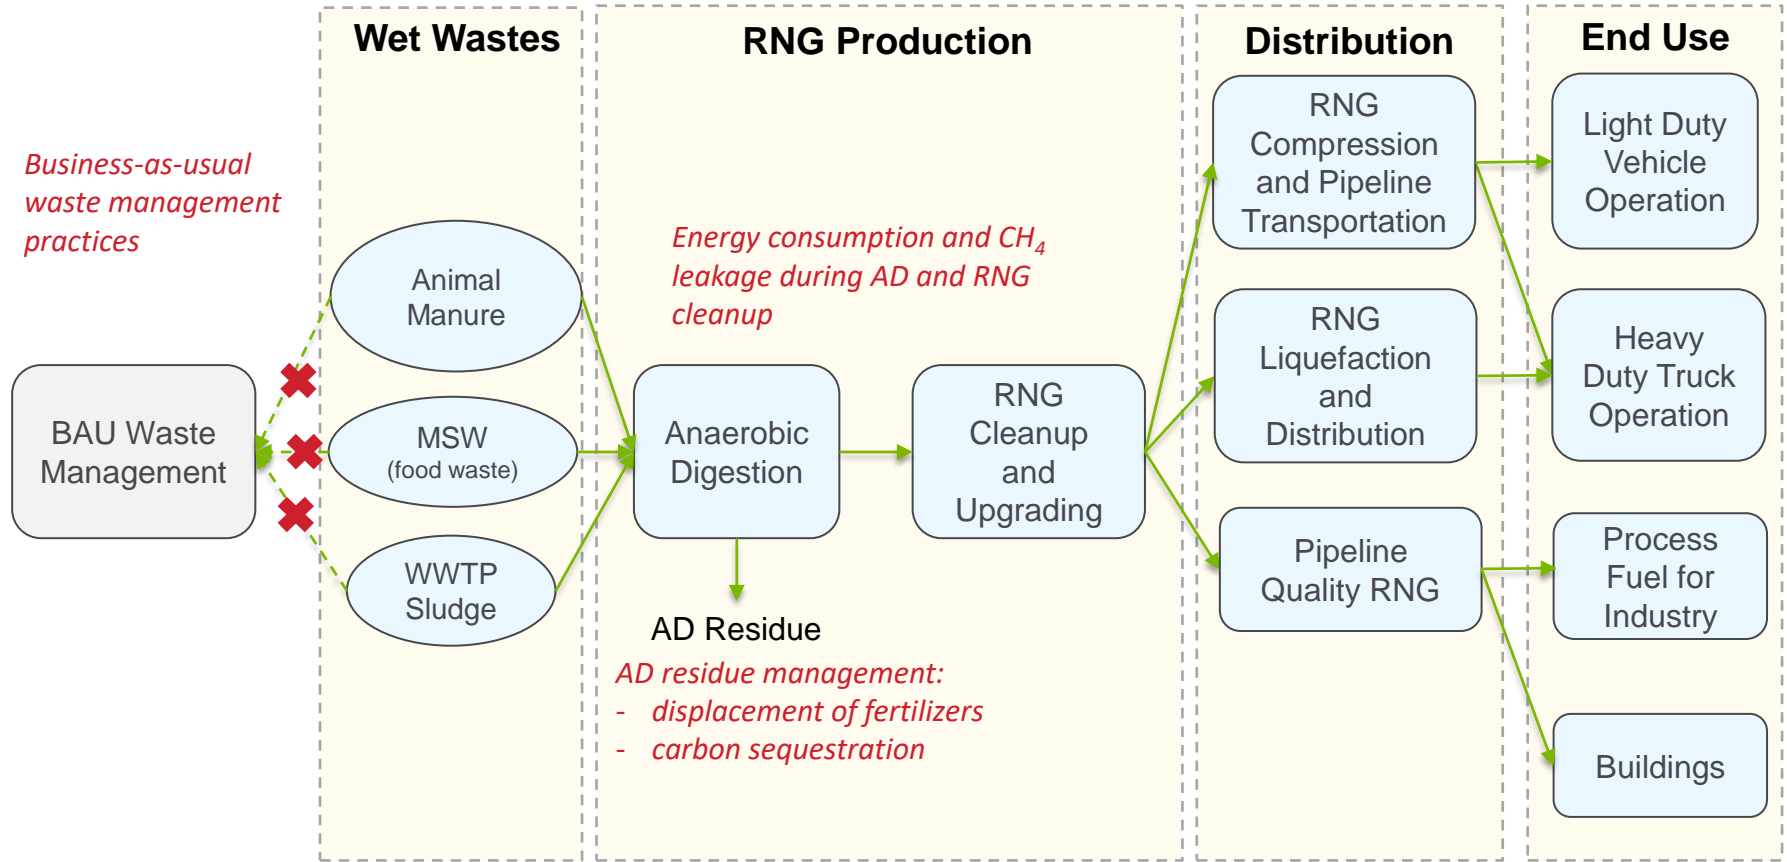 Wet Wastes
RNG Production
Distribution
End Use
Business-as-usual
waste management
practices
BAU Waste
Management
Animal
Manure
MSW
(food waste)
WWTP
Sludge
Energy consumption and CH₄
leakage during AD and RNG
cleanup
Anaerobic
Digestion
RNG
Cleanup
and
Upgrading
AD Residue
AD residue management:
- displacement of fertilizers
- carbon sequestration
RNG
Compression
and Pipeline
Transportation
RNG
Liquefaction
and
Distribution
Pipeline
Quality RNG
Light Duty
Vehicle
Operation
Heavy
Duty Truck
Operation
Process
Fuel for
Industry
Buildings